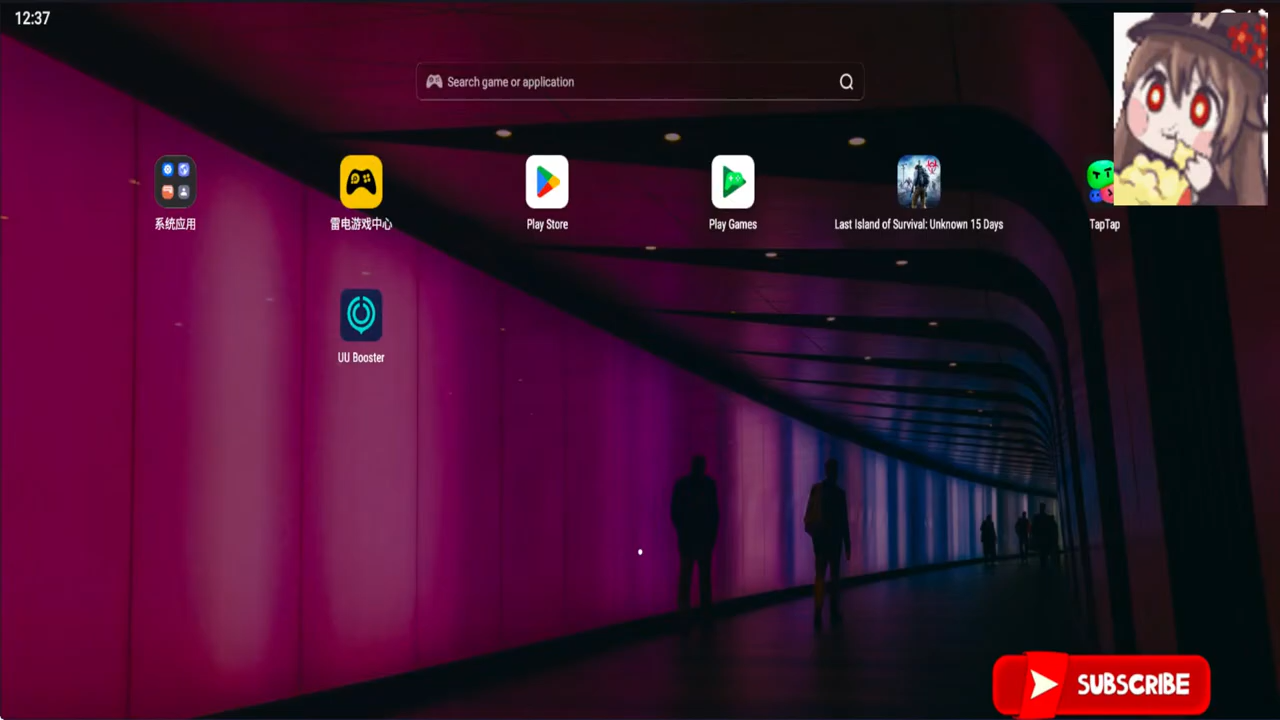 12:37
Search game or application
系统应用
雷电游戏中心
Play Store
Play Games
Last Island of Survival: Unknown 15 Days
TapTap
UU Booster
SUBSCRIBE